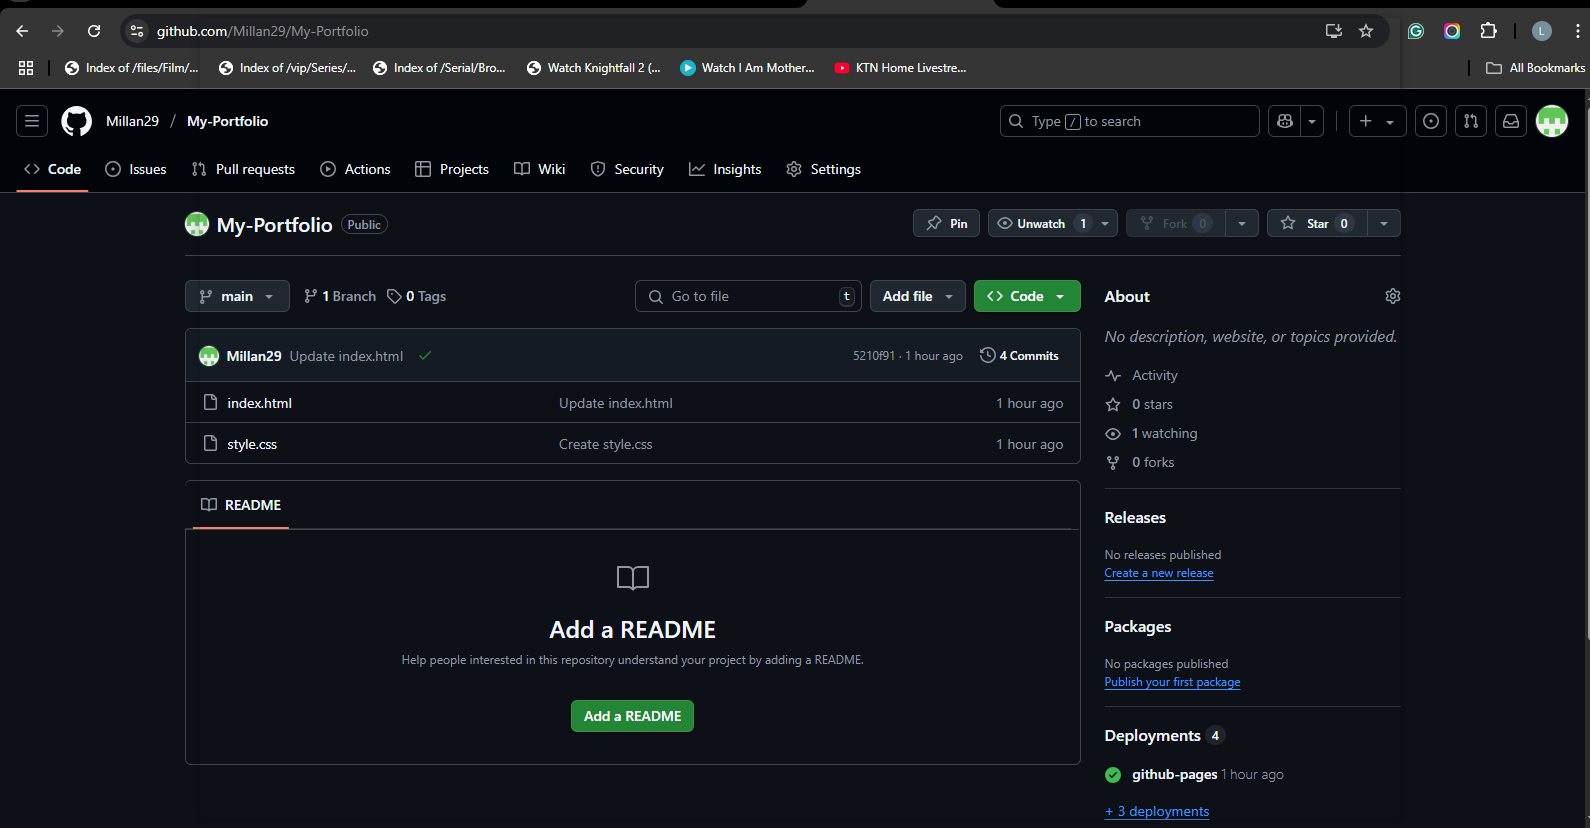 github.com/Millan29/My-Portfolio
L
Index of /files/Film/...
Index of /vip/Series/...
Index of /Serial/Bro...
Watch Knightfall 2 (...
Watch I Am Mother...
KTN Home Livestre...
All Bookmarks
Millan29 / My-Portfolio
Type / to search
Code
Issues
Pull requests
Actions
Projects
Wiki
Security
Insights
Settings
My-Portfolio Public
Pin
Unwatch 1
Fork 0
Star 0
main
1 Branch
0 Tags
Go to file t
Add file
Code
Millan29 Update index.html
5210f91 · 1 hour ago
4 Commits
index.html Update index.html 1 hour ago
style.css Create style.css 1 hour ago
README
Add a README
Help people interested in this repository understand your project by adding a README.
Add a README
About
No description, website, or topics provided.
Activity
0 stars
1 watching
0 forks
Releases
No releases published
Create a new release
Packages
No packages published
Publish your first package
Deployments 4
github-pages 1 hour ago
+ 3 deployments